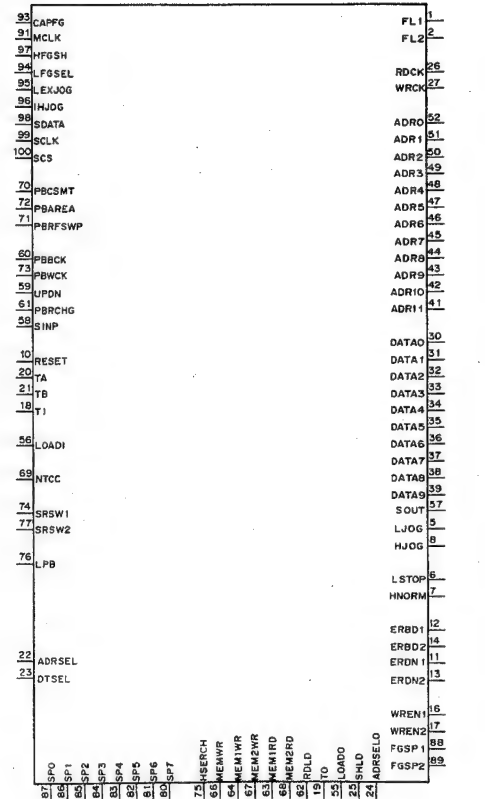 93 CAPFG
91 MCLK
97 HFGSH
94 LFGSEL
95 LEXJOG
96 IHJOG
98 SDATA
99 SCLK
100 SCS
70 PBCSMT
72 PBAREA
71 PBRFSWP
60 PBBCK
73 PBWCK
59 UPDN
61 PBRCHG
58 SINP
10 RESET
20 TA
21 TB
18 TI
56 LOADI
69 NTCC
74 SRSW1
77 SRSW2
76 LPB
22 ADRSEL
23 DTSEL
FL1 1
FL2 2
RDCK 26
WRCK 27
ADR0 52
ADR1 51
ADR2 50
ADR3 49
ADR4 48
ADR5 47
ADR6 46
ADR7 45
ADR8 44
ADR9 43
ADR10 42
ADR11 41
DATA0 30
DATA1 31
DATA2 32
DATA3 33
DATA4 34
DATA5 35
DATA6 36
DATA7 37
DATA8 38
DATA9 39
SOUT 57
LJOG 5
HJOG 8
LSTOP 6
HNORM 7
ERBD1 12
ERBD2 14
ERDN1 11
ERDN2 13
WREN1 16
WREN2 17
FGSP1 88
FGSP2 89
87 SP0
86 SP1
85 SP2
84 SP3
83 SP4
82 SP5
81 SP6
80 SP7
75 HSERCH
66 MEMWR
64 MEM1WR
67 MEM2WR
63 MEM1RD
68 MEM2RD
62 RDLD
19 TO
55 LOADO
25 SHLD
24 ADRSELO